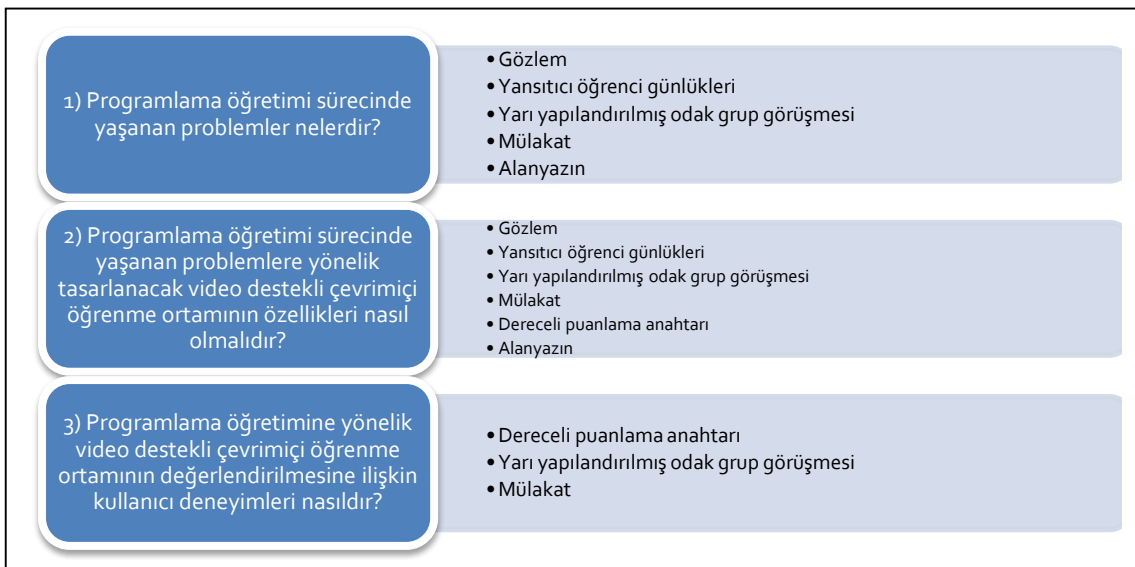 1) Programlama öğretimi sürecinde
yaşanan problemler nelerdir?
• Gözlem
• Yansıtıcı öğrenci günlükleri
• Yarı yapılandırılmış odak grup görüşmesi
• Mülakat
• Alanyazın
2) Programlama öğretimi sürecinde
yaşanan problemlere yönelik
tasarlanacak video destekli çevrimiçi
öğrenme ortamının özellikleri nasıl
olmalıdır?
• Gözlem
• Yansıtıcı öğrenci günlükleri
• Yarı yapılandırılmış odak grup görüşmesi
• Mülakat
• Dereceli puanlama anahtarı
• Alanyazın
3) Programlama öğretimine yönelik
video destekli çevrimiçi öğrenme
ortamının değerlendirilmesine ilişkin
kullanıcı deneyimleri nasıldır?
• Dereceli puanlama anahtarı
• Yarı yapılandırılmış odak grup görüşmesi
• Mülakat